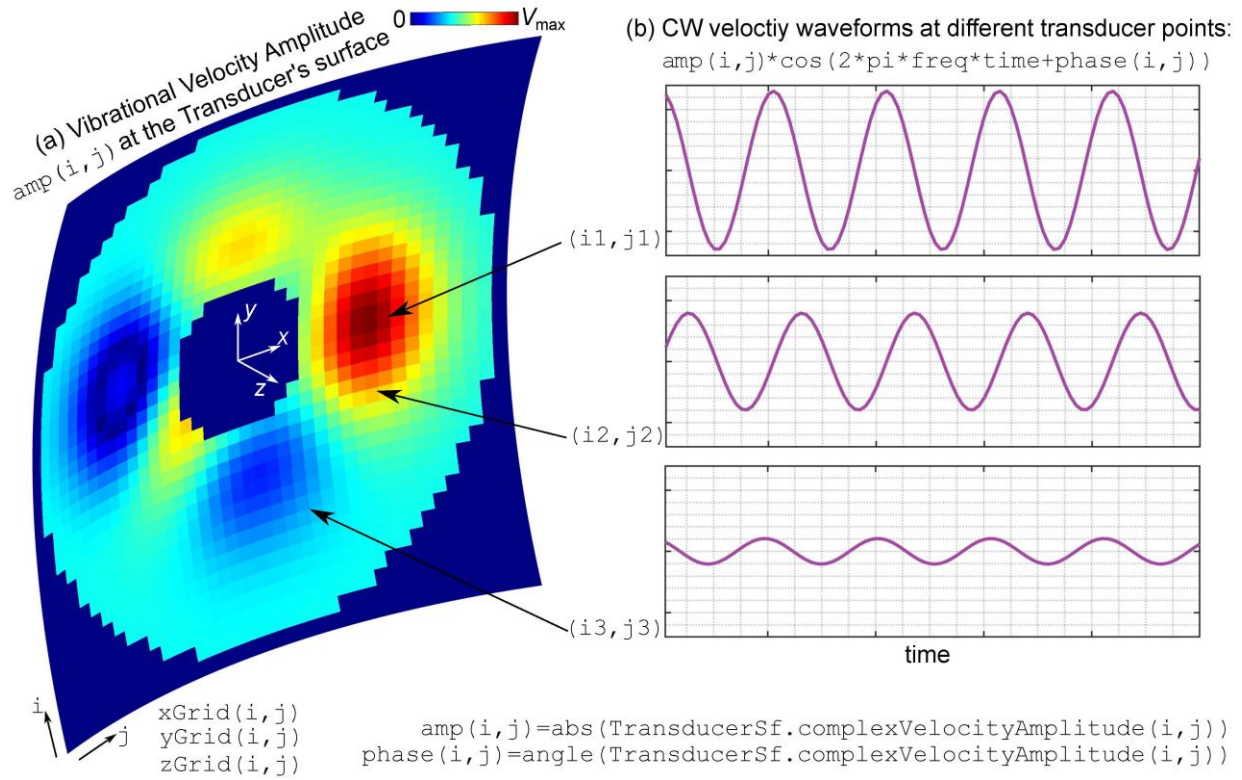 (a) Vibrational Velocity Amplitude
amp(i,j) at the Transducer's surface
0 Vmax
(b) CW veloctiy waveforms at different transducer points:
amp(i,j)*cos(2*pi*freq*time+phase(i,j))
(i1,j1)
y
x
z
(i2,j2)
(i3,j3)
time
i
j
xGrid(i,j)
yGrid(i,j)
zGrid(i,j)
amp(i,j)=abs(TransducerSf.complexVelocityAmplitude(i,j))
phase(i,j)=angle(TransducerSf.complexVelocityAmplitude(i,j))